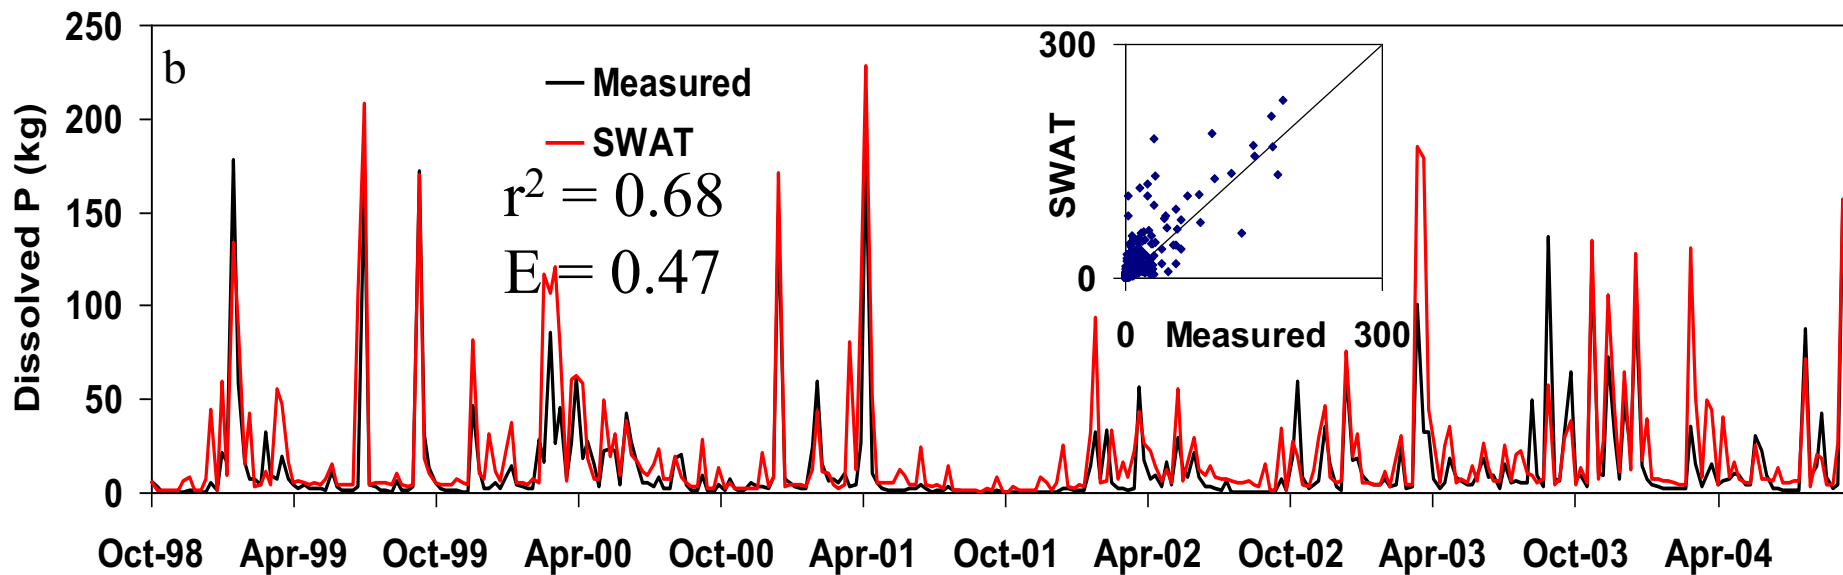 250
200
150
100
50
0
Dissolved P (kg)
b
Measured
SWAT
r² = 0.68
E = 0.47
300
0
SWAT
0 Measured 300
Oct-98 Apr-99 Oct-99 Apr-00 Oct-00 Apr-01 Oct-01 Apr-02 Oct-02 Apr-03 Oct-03 Apr-04